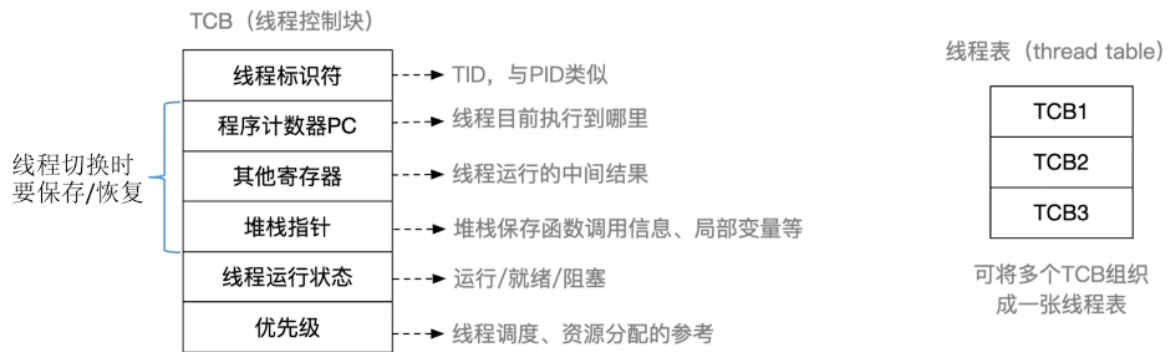 TCB（线程控制块）
线程标识符
TID，与PID类似
程序计数器PC
线程目前执行到哪里
线程切换时
要保存/恢复
其他寄存器
线程运行的中间结果
堆栈指针
堆栈保存函数调用信息、局部变量等
线程运行状态
运行/就绪/阻塞
优先级
线程调度、资源分配的参考
线程表（thread table）
TCB1
TCB2
TCB3
可将多个TCB组织
成一张线程表